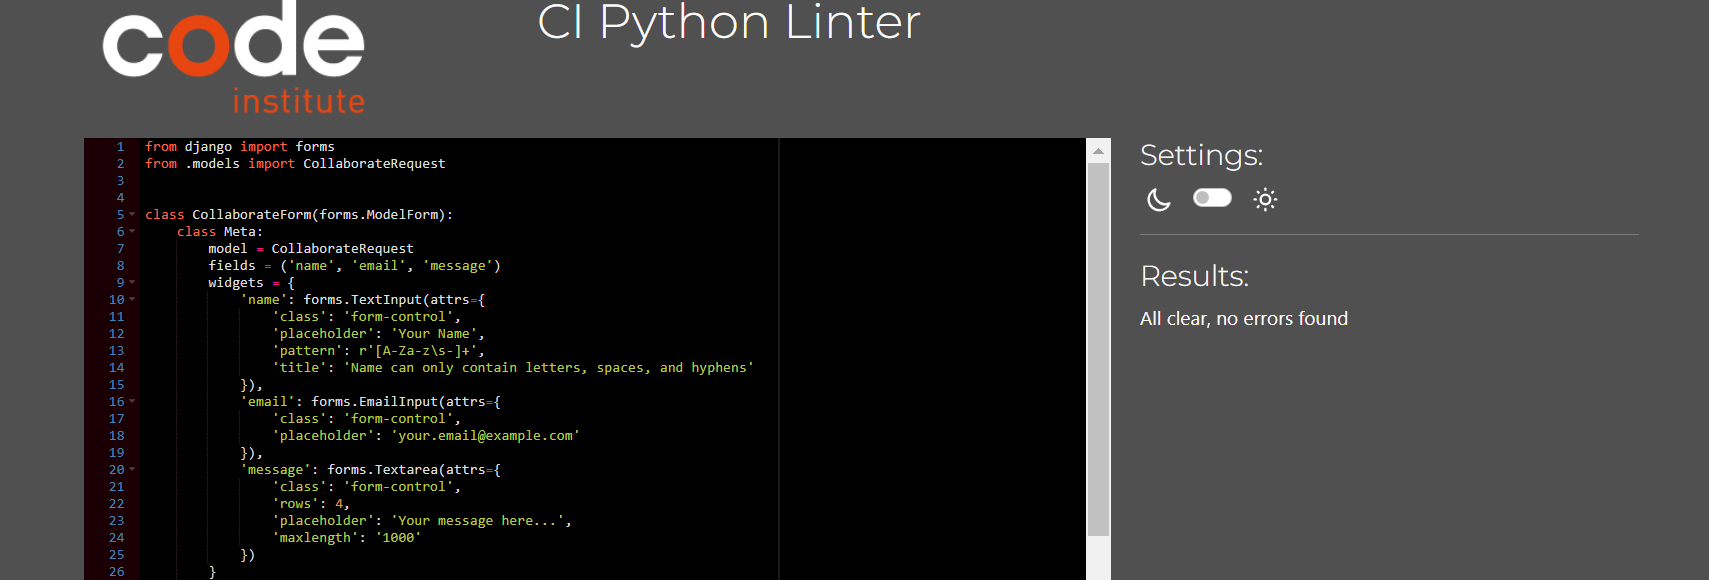 code
institute
CI Python Linter
1 from django import forms
2 from .models import CollaborateRequest
3
4
5 class CollaborateForm(forms.ModelForm):
6     class Meta:
7         model = CollaborateRequest
8         fields = ('name', 'email', 'message')
9         widgets = {
10             'name': forms.TextInput(attrs={
11                 'class': 'form-control',
12                 'placeholder': 'Your Name',
13                 'pattern': r'[A-Za-z\s-]+',
14                 'title': 'Name can only contain letters, spaces, and hyphens'
15             }),
16             'email': forms.EmailInput(attrs={
17                 'class': 'form-control',
18                 'placeholder': 'your.email@example.com'
19             }),
20             'message': forms.Textarea(attrs={
21                 'class': 'form-control',
22                 'rows': 4,
23                 'placeholder': 'Your message here...',
24                 'maxlength': '1000'
25             })
26         }
Settings:
Results:
All clear, no errors found